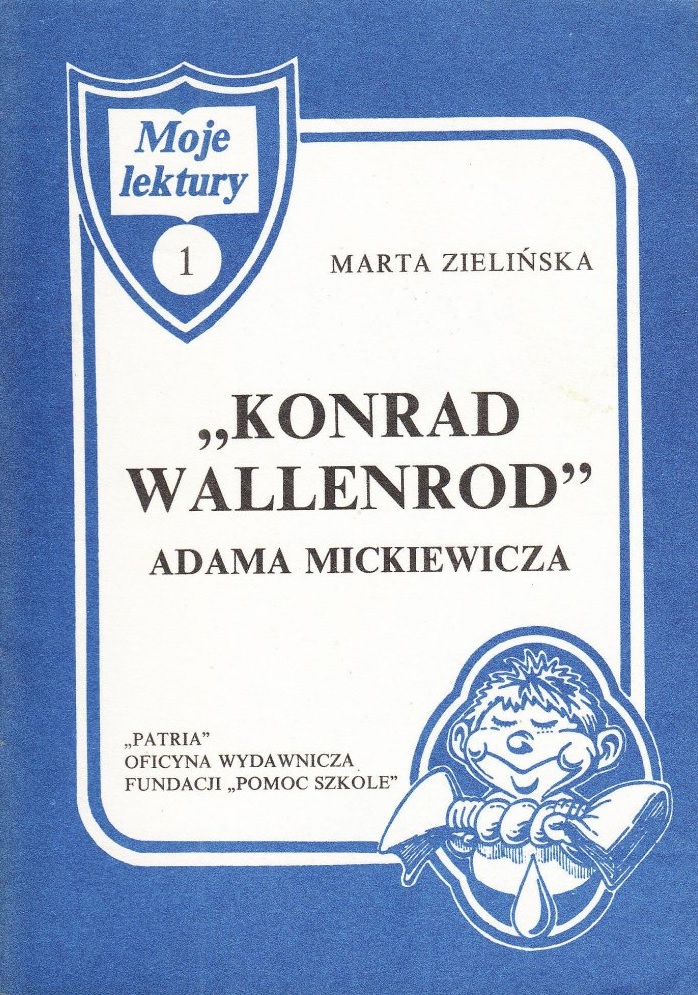 Moje
lektury
1
MARTA ZIELIŃSKA
„KONRAD
WALLENROD”
ADAMA MICKIEWICZA
„PATRIA”
OFICYNA WYDAWNICZA
FUNDACJI „POMOC SZKOLE”